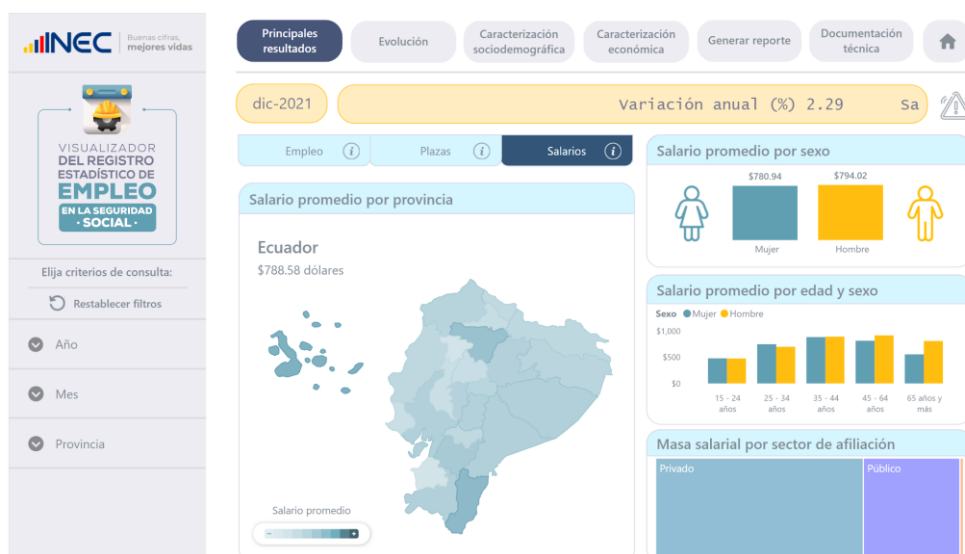 INEC
Buenas cifras,
mejores vidas
Principales
resultados
Evolución
Caracterización
sociodemográfica
Caracterización
económica
Generar reporte
Documentación
técnica
VISUALIZADOR
DEL REGISTRO
ESTADÍSTICO DE
EMPLEO
EN LA SEGURIDAD
· SOCIAL ·
Elija criterios de consulta:
Restablecer filtros
Año
Mes
Provincia
dic-2021
Variación anual (%) 2.29 Sa
Empleo i
Plazas i
Salarios i
Salario promedio por provincia
Ecuador
$788.58 dólares
Salario promedio
- +
Salario promedio por sexo
$780.94 $794.02
Mujer Hombre
Salario promedio por edad y sexo
Sexo Mujer Hombre
$1,000
$500
$0
15 - 24 25 - 34 35 - 44 45 - 64 65 años y
años años años años más
Masa salarial por sector de afiliación
Privado Público